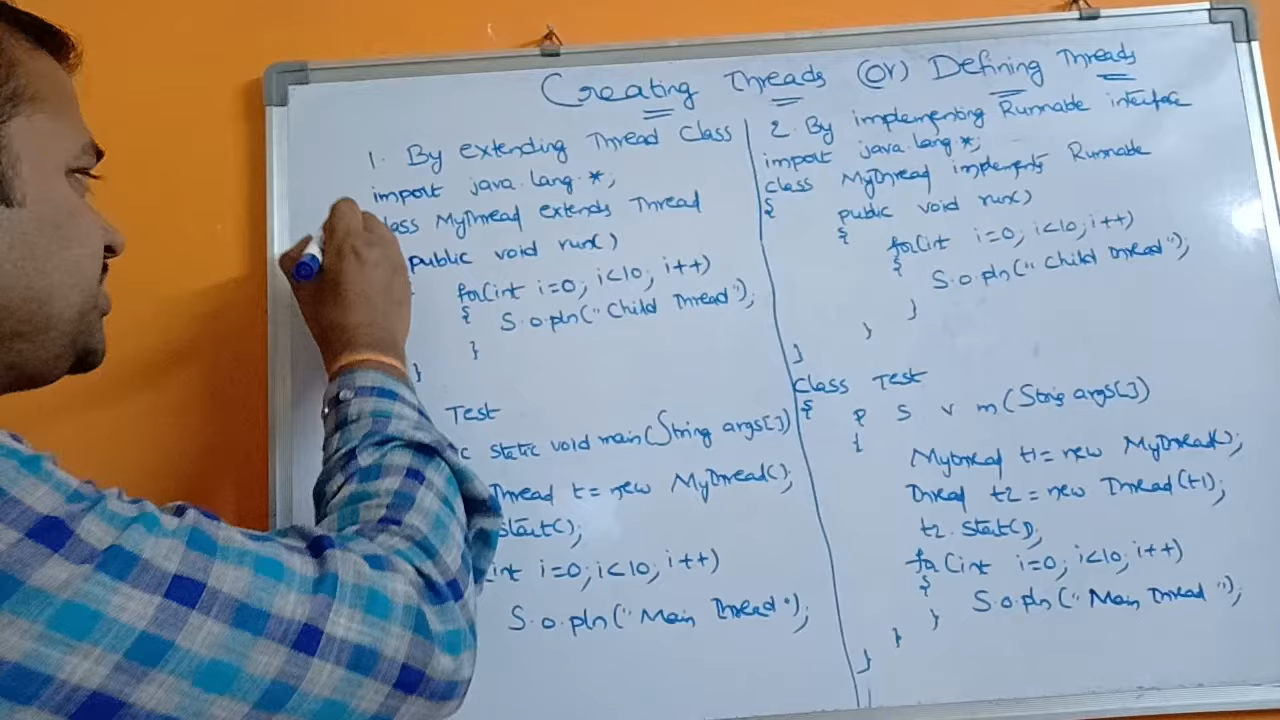 Creating Threads (Or) Defining Threads
1. By extending Thread Class
import java.lang.*;
class MyThread extends Thread
public void run()
{
for(int i=0; i<10; i++)
{ S.o.pln("Child Thread");
}
}
Test
static void main(String args[])
Thread t= new MyThread();
start();
int i=0; i<10; i++)
S.o.pln("Main Thread");
2. By implementing Runnable interface
import java.lang.*;
class MyThread implements Runnable
{ public void run()
{ for(int i=0; i<10; i++)
{ S.o.pln("Child Thread");
}
}
}
class Test
{ P S v m(String args[])
{
MyThread t1= new MyThread();
Thread t2 = new Thread(t1);
t2.start();
for(int i=0; i<10; i++)
{ S.o.pln("Main Thread");
}
}
}